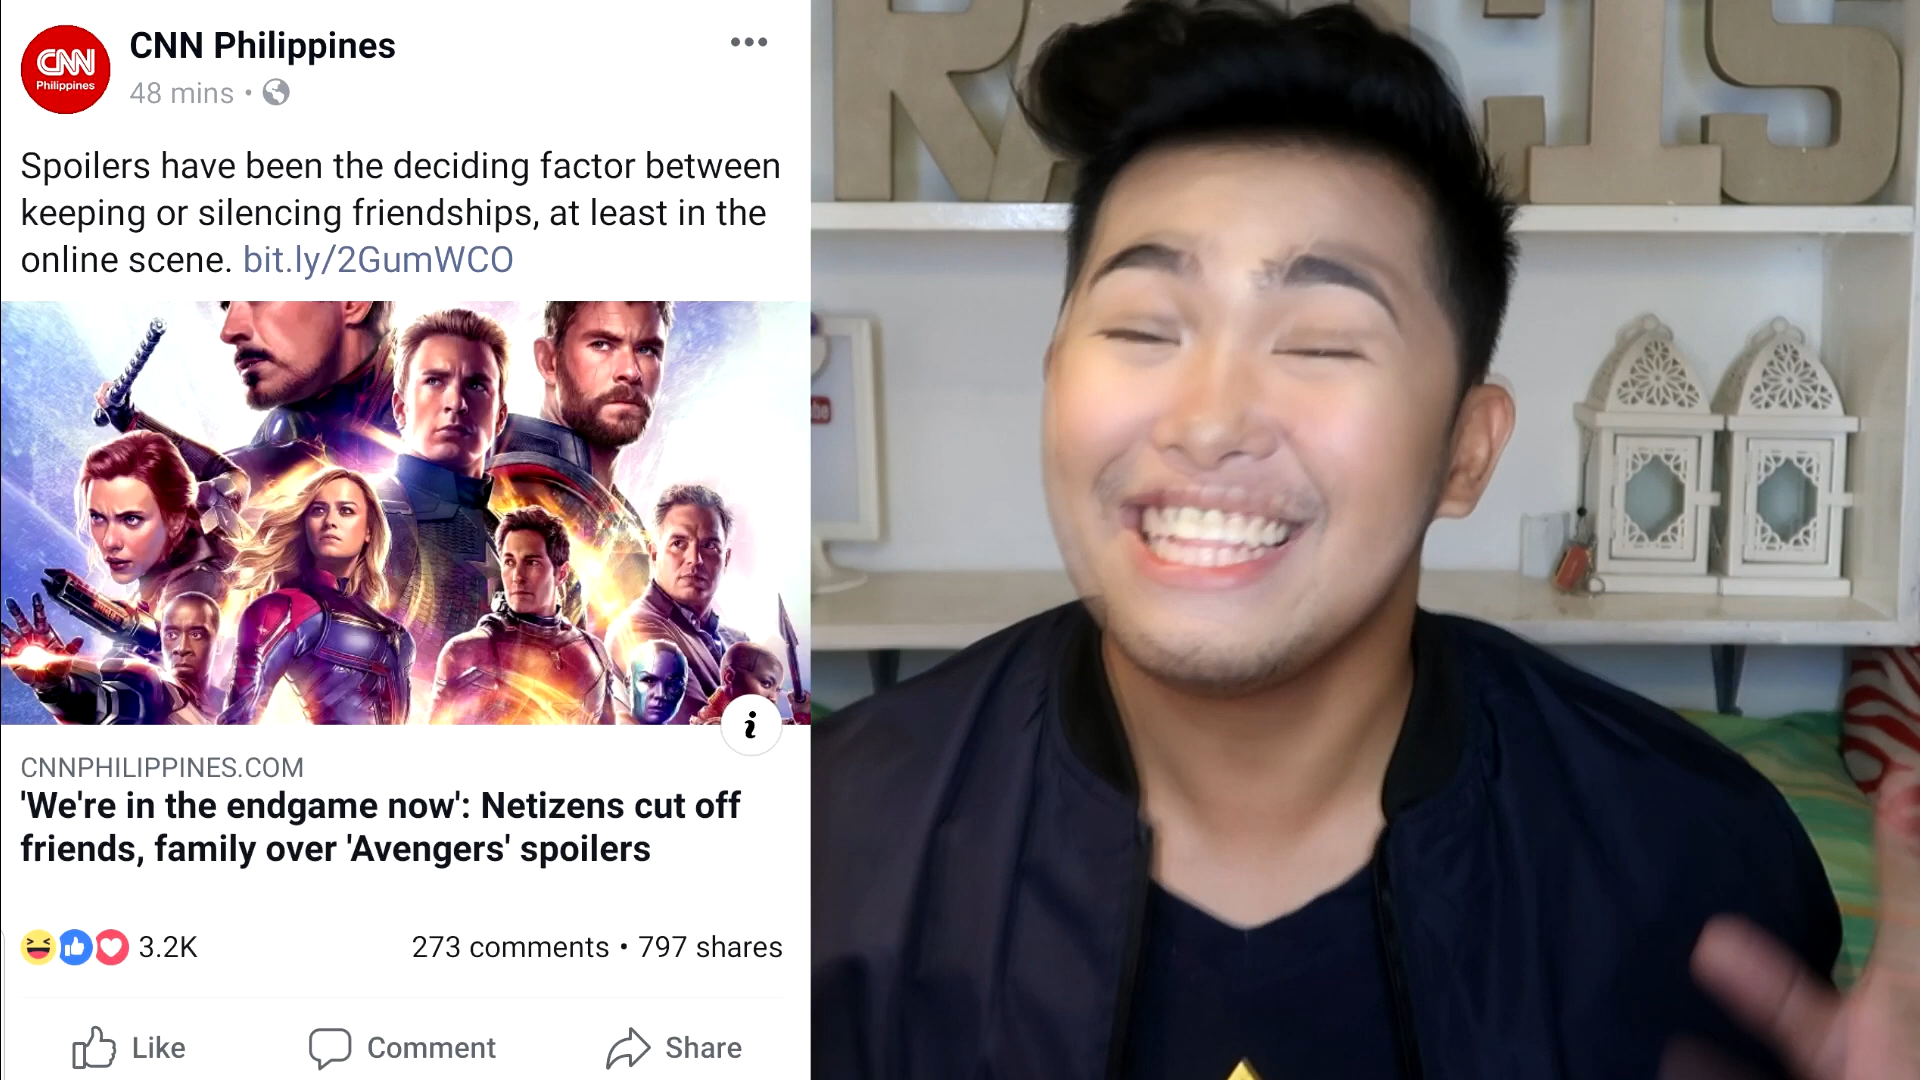 CNN Philippines
CNN
Philippines
48 mins •
Spoilers have been the deciding factor between
keeping or silencing friendships, at least in the
online scene. bit.ly/2GumWCO
i
CNNPHILIPPINES.COM
'We're in the endgame now': Netizens cut off
friends, family over 'Avengers' spoilers
3.2K
273 comments • 797 shares
Like
Comment
Share